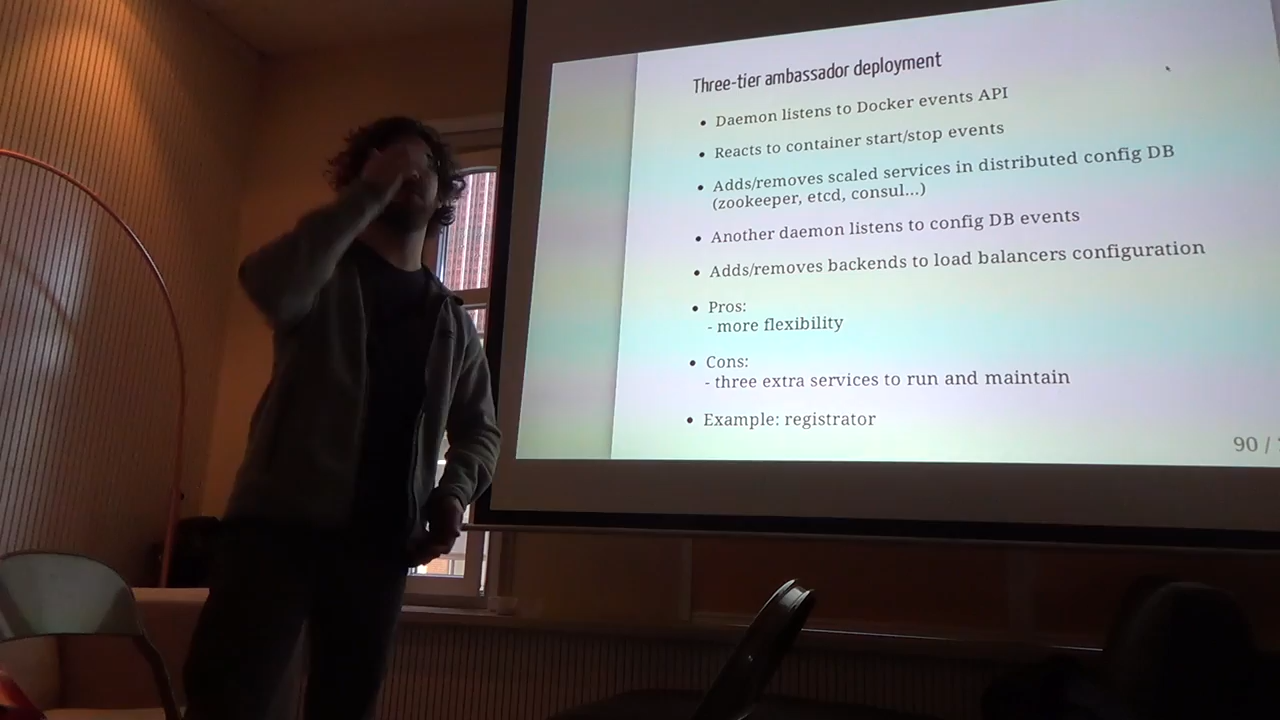 Three-tier ambassador deployment
• Daemon listens to Docker events API
• Reacts to container start/stop events
• Adds/removes scaled services in distributed config DB
(zookeeper, etcd, consul...)
• Another daemon listens to config DB events
• Adds/removes backends to load balancers configuration
• Pros:
- more flexibility
• Cons:
- three extra services to run and maintain
• Example: registrator
90 /